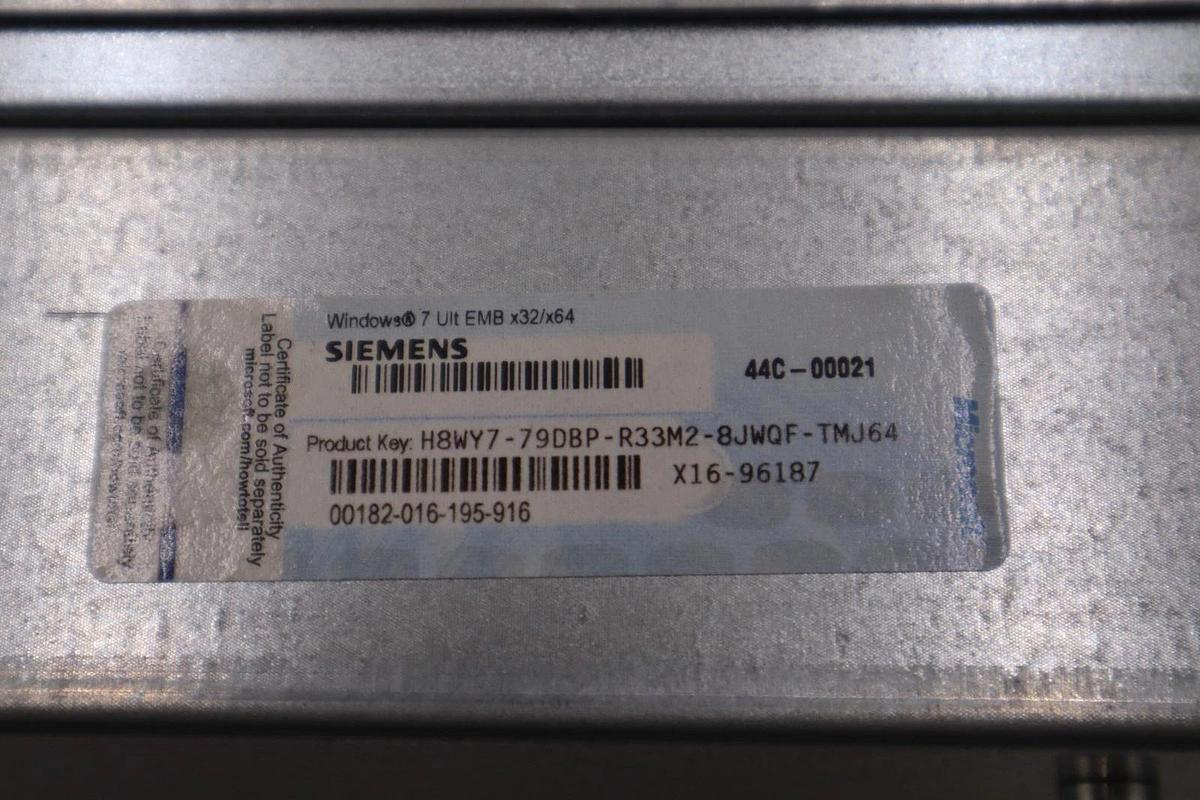 Windows® 7 Ult EMB x32/x64
SIEMENS
44C-00021
Product Key: H8WY7-79DBP-R33M2-8JWQF-TMJ64
X16-96187
00182-016-195-916
Certificate of Authenticity
Label not to be sold separately
microsoft.com/howtotell
Microsoft